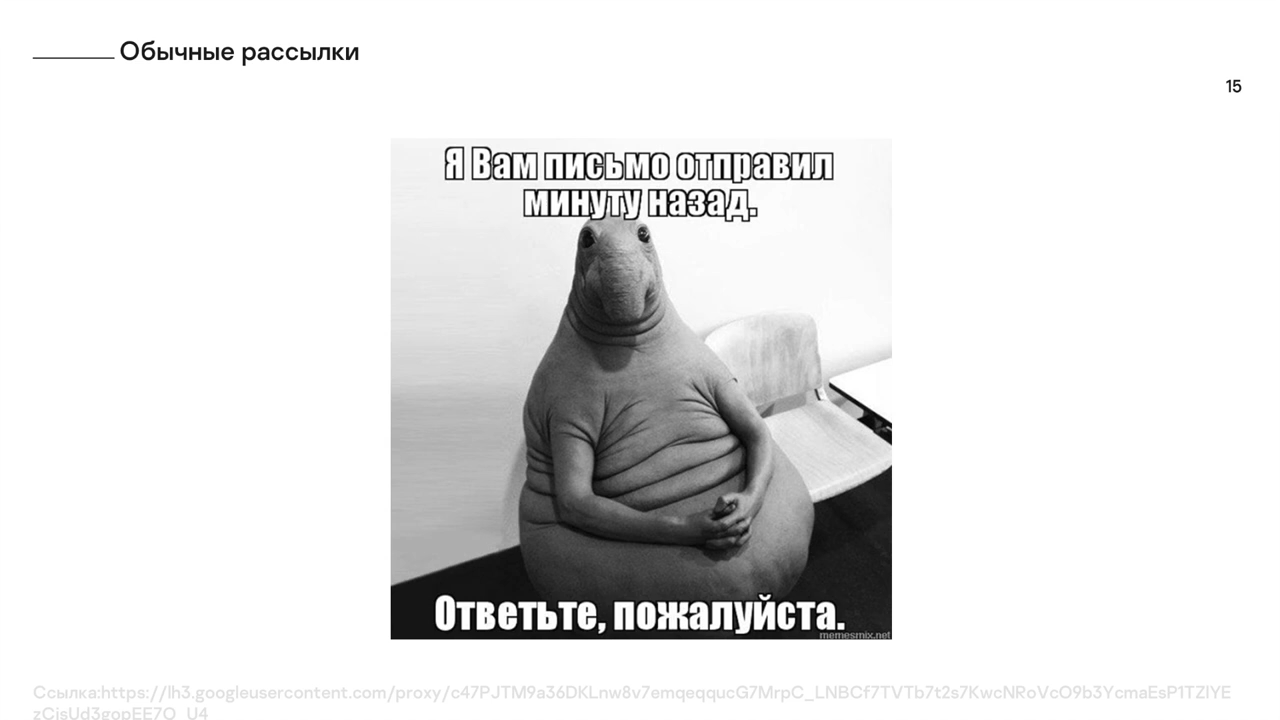 Обычные рассылки
15
Я Вам письмо отправил
минуту назад.
Ответьте, пожалуйста.
memesmix.net
Ссылка:https://lh3.googleusercontent.com/proxy/c47PJTM9a36DKLnw8v7emqeqqucG7MrpC_LNBCf7TVTb7t2s7KwcNRoVcO9b3YcmaEsP1TZlYE
zCjsUd3gopEE7O_U4